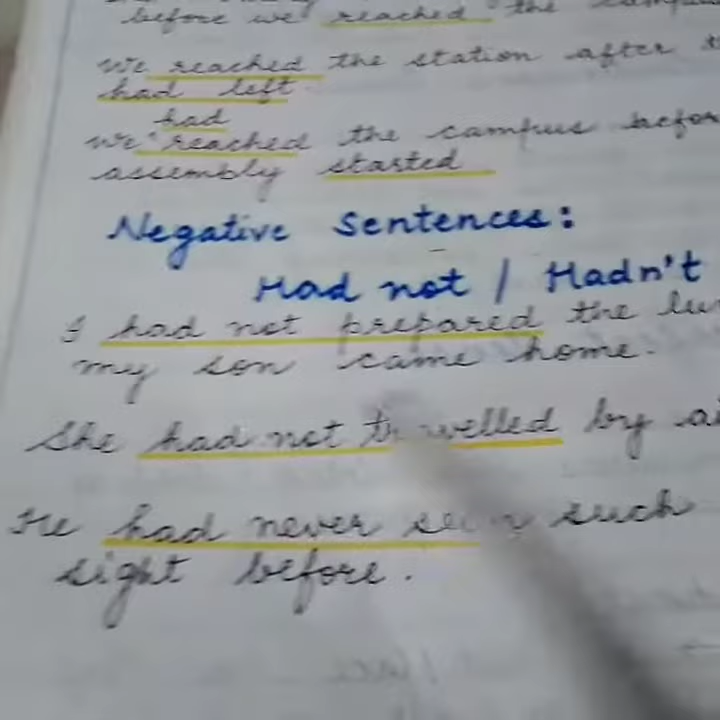 before we reached the
We reached the station after
had left.
had
We reached the campus before
assembly started
Negative Sentences:
Had not / Hadn't
I had not prepared the
my son came home.
She had not travelled by
He had never seen such
sight before.